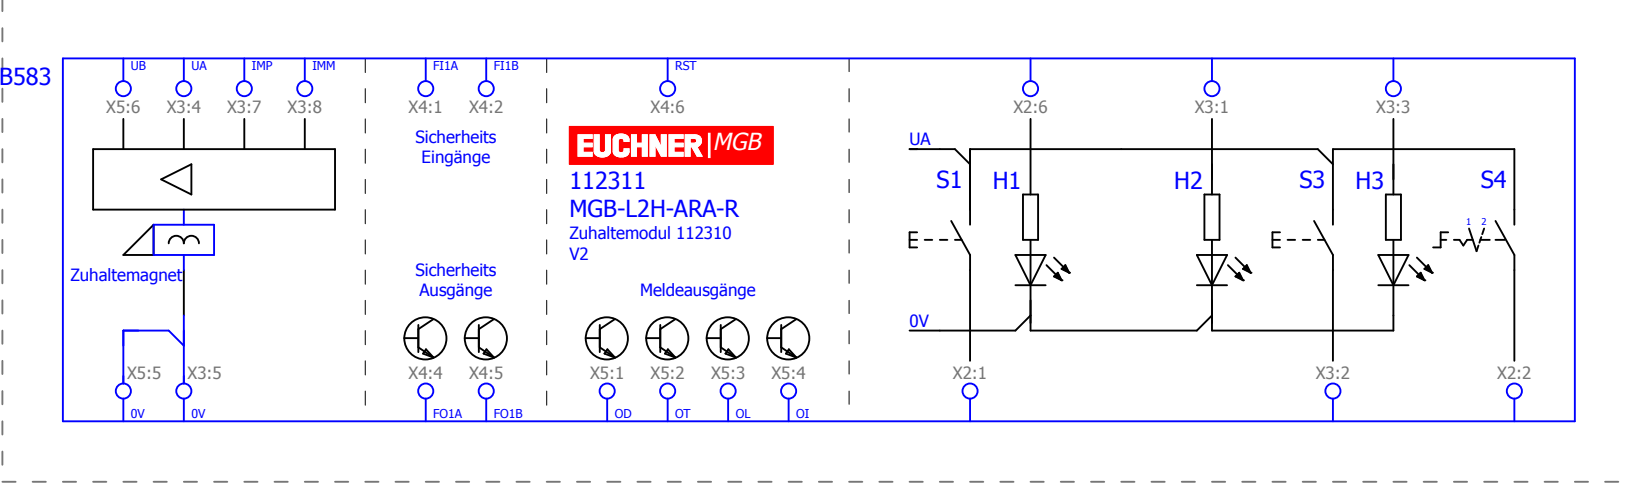 B583
UB UA IMP IMM FI1A FI1B RST
X5:6 X3:4 X3:7 X3:8 X4:1 X4:2 X4:6 X2:6 X3:1 X3:3
Sicherheits
Eingänge
EUCHNER|MGB
112311
MGB-L2H-ARA-R
Zuhaltemodul 112310
V2
UA
S1 H1 H2 S3 H3 S4
1 2
Zuhaltemagnet
Sicherheits
Ausgänge
Meldeausgänge
0V
X5:5 X3:5 X4:4 X4:5 X5:1 X5:2 X5:3 X5:4 X2:1 X3:2 X2:2
0V 0V FO1A FO1B OD OT OL OI